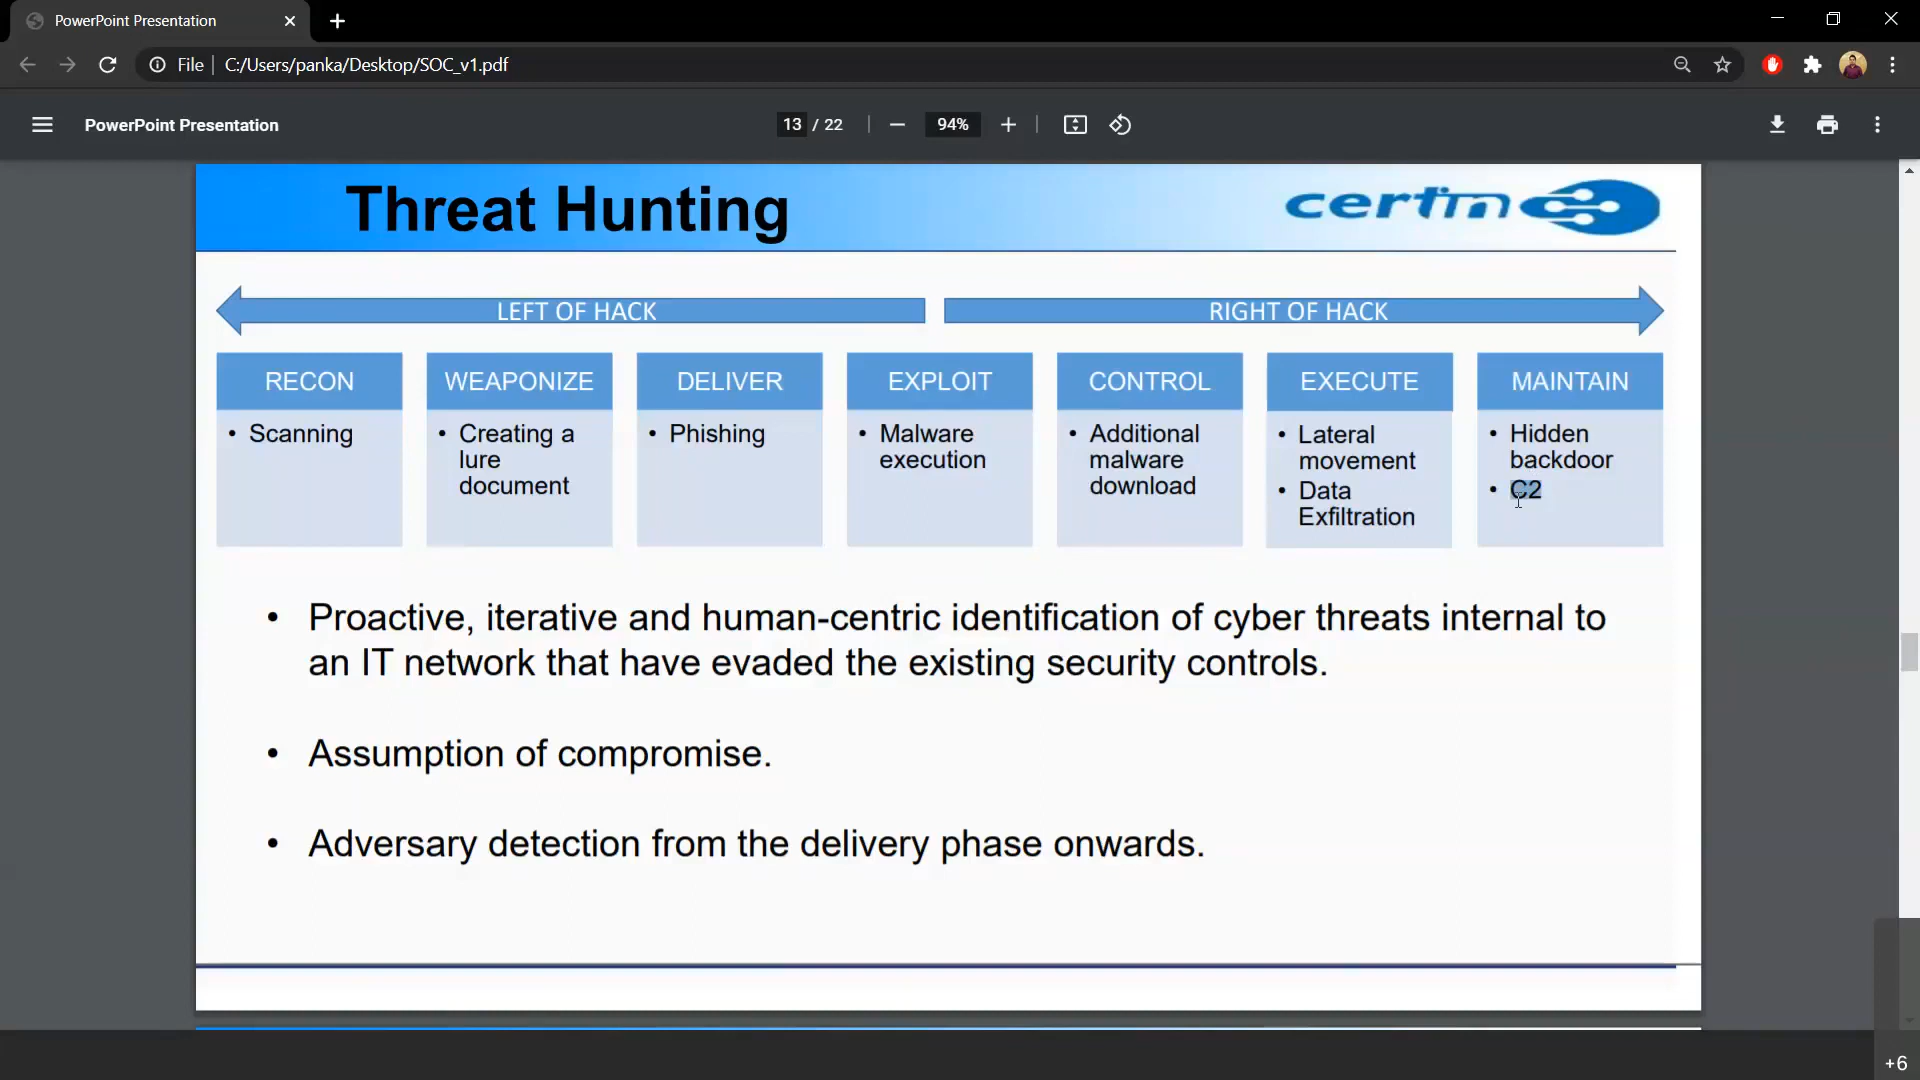 PowerPoint Presentation
File C:/Users/panka/Desktop/SOC_v1.pdf
PowerPoint Presentation
13 / 22
94%
Threat Hunting
certin
LEFT OF HACK
RIGHT OF HACK
RECON
• Scanning
WEAPONIZE
• Creating a
lure
document
DELIVER
• Phishing
EXPLOIT
• Malware
execution
CONTROL
• Additional
malware
download
EXECUTE
• Lateral
movement
• Data
Exfiltration
MAINTAIN
• Hidden
backdoor
• C2
• Proactive, iterative and human-centric identification of cyber threats internal to
an IT network that have evaded the existing security controls.
• Assumption of compromise.
• Adversary detection from the delivery phase onwards.
+6